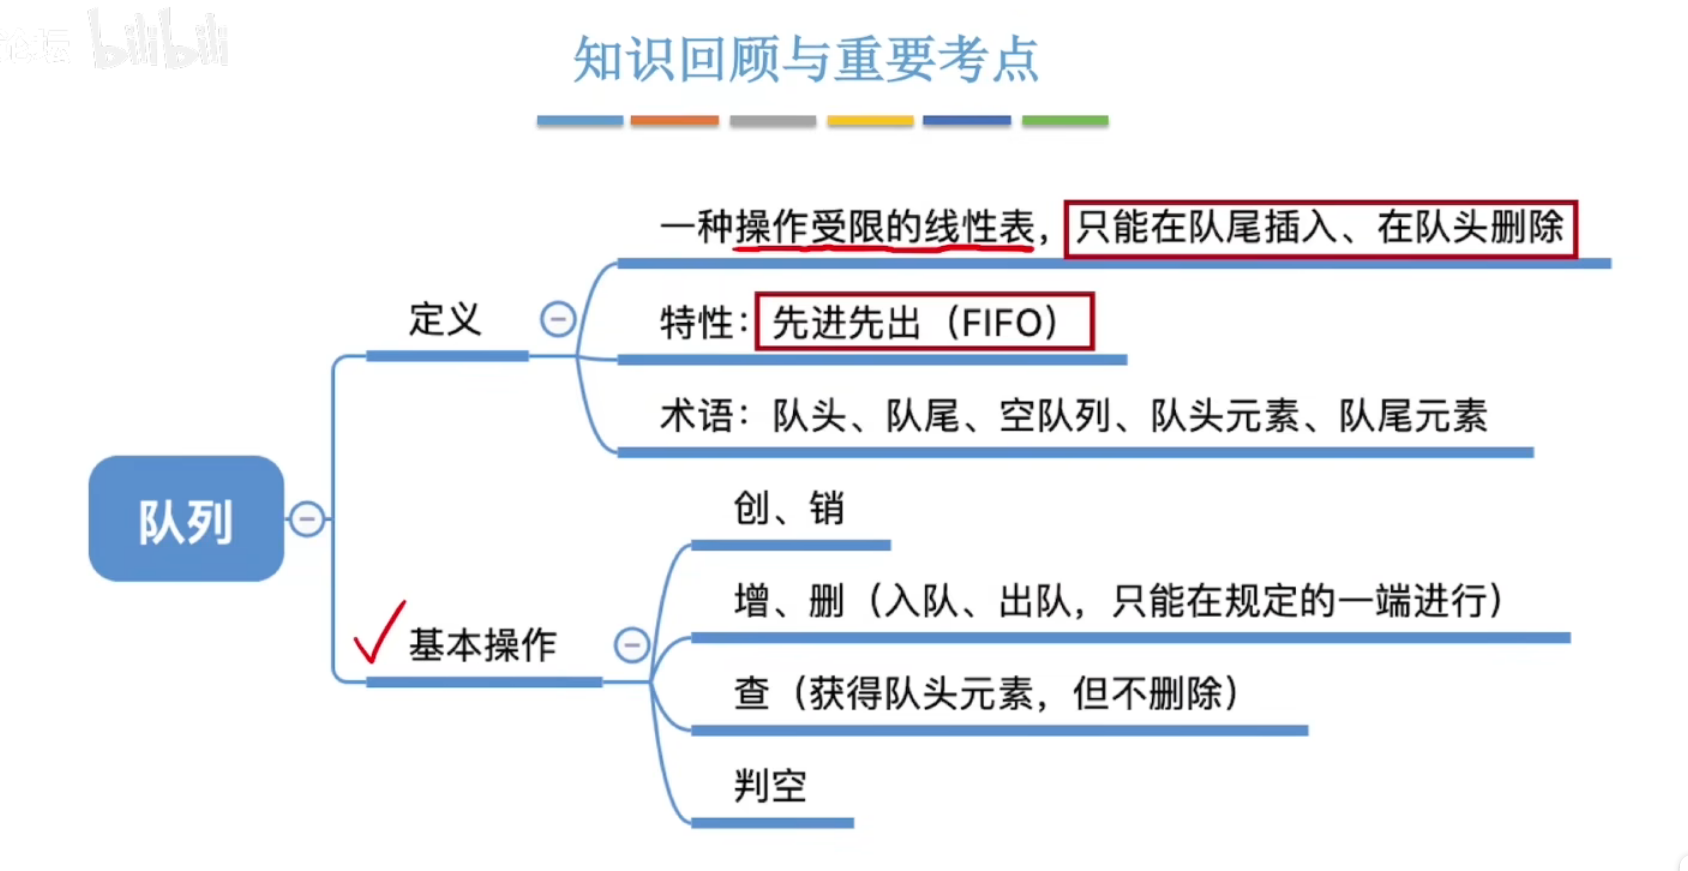 论坛 bilibili
知识回顾与重要考点
一种操作受限的线性表，只能在队尾插入、在队头删除
定义
特性：先进先出（FIFO）
术语：队头、队尾、空队列、队头元素、队尾元素
队列
创、销
增、删（入队、出队，只能在规定的一端进行）
基本操作
查（获得队头元素，但不删除）
判空